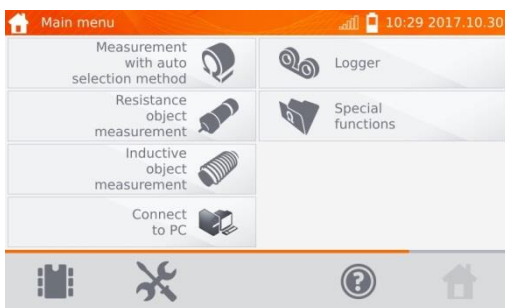 Main menu
10:29 2017.10.30
Measurement
with auto
selection method
Resistance
object
measurement
Inductive
object
measurement
Connect
to PC
Logger
Special
functions
?